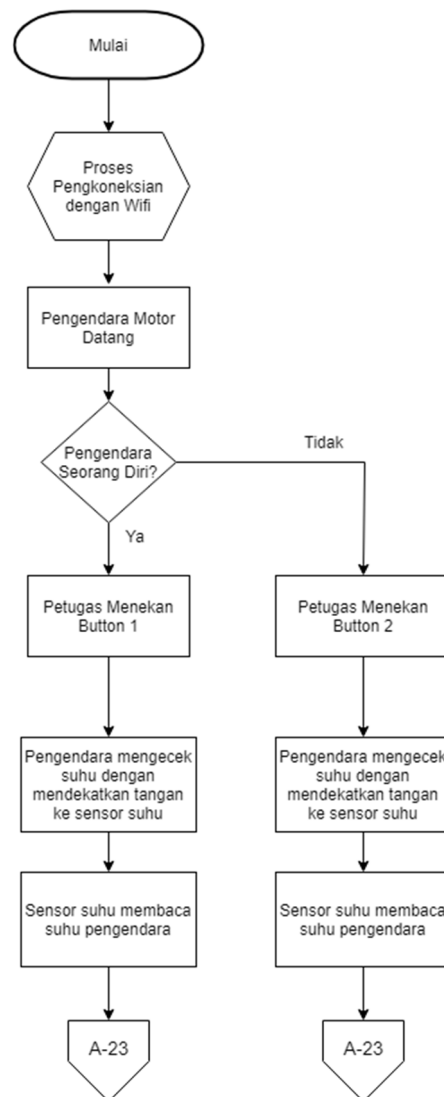 Mulai
Proses
Pengkoneksian
dengan Wifi
Pengendara Motor
Datang
Pengendara
Seorang Diri?
Tidak
Ya
Petugas Menekan
Button 1
Petugas Menekan
Button 2
Pengendara mengecek
suhu dengan
mendekatkan tangan
ke sensor suhu
Pengendara mengecek
suhu dengan
mendekatkan tangan
ke sensor suhu
Sensor suhu membaca
suhu pengendara
Sensor suhu membaca
suhu pengendara
A-23
A-23